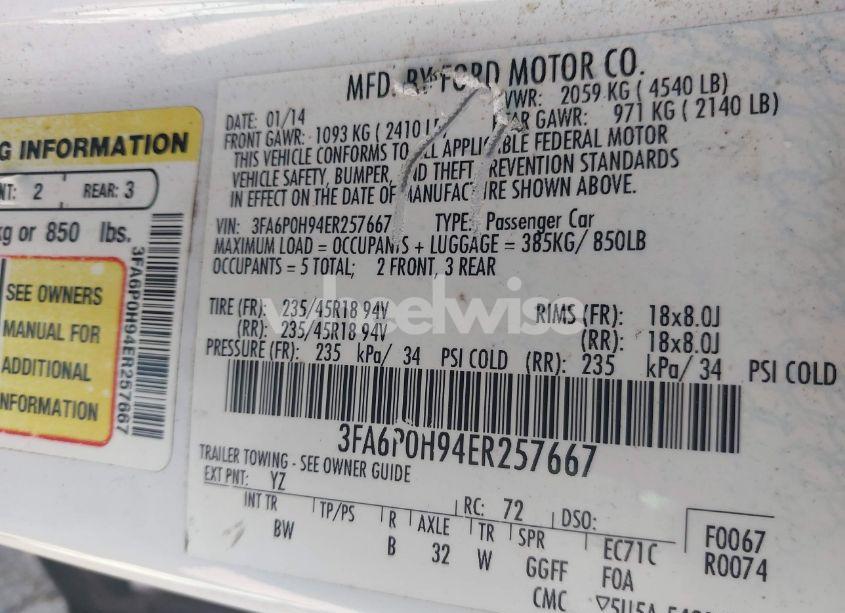 MFD. BY FORD MOTOR CO.
DATE: 01/14
VWR: 2059 KG ( 4540 LB)
FRONT GAWR: 1093 KG ( 2410 L
AR GAWR: 971 KG ( 2140 LB)
THIS VEHICLE CONFORMS TO ALL APPLICABLE FEDERAL MOTOR
VEHICLE SAFETY, BUMPER, AND THEFT PREVENTION STANDARDS
IN EFFECT ON THE DATE OF MANUFACTURE SHOWN ABOVE.
VIN: 3FA6P0H94ER257667 TYPE: Passenger Car
MAXIMUM LOAD = OCCUPANTS + LUGGAGE = 385KG/ 850LB
OCCUPANTS = 5 TOTAL; 2 FRONT, 3 REAR
TIRE (FR): 235/45R18 94V RIMS (FR): 18x8.0J
(RR): 235/45R18 94V (RR): 18x8.0J
PRESSURE (FR): 235 kPa/ 34 PSI COLD (RR): 235 kPa/ 34 PSI COLD
3FA6P0H94ER257667
TRAILER TOWING - SEE OWNER GUIDE
EXT PNT: YZ RC: 72 DSO:
INT TR TP/PS R AXLE TR SPR
BW B 32 W GGFF
EC71C
F0A
F0067
R0074
CMC
G INFORMATION
NT: 2 REAR: 3
kg or 850 lbs.
SEE OWNERS
MANUAL FOR
ADDITIONAL
NFORMATION
3FA6P0H94ER257667
wheelwise